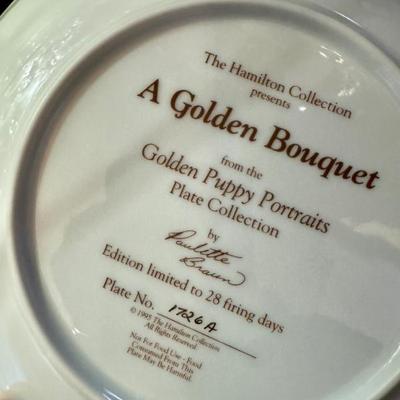 The Hamilton Collection
presents
A Golden Bouquet
from the
Golden Puppy Portraits
Plate Collection
by
Paulette
Braun
Edition limited to 28 firing days
Plate No. 1726A
© 1995 The Hamilton Collection
All Rights Reserved.
Not For Food Use - Food
Consumed From This
Plate May Be Harmful.